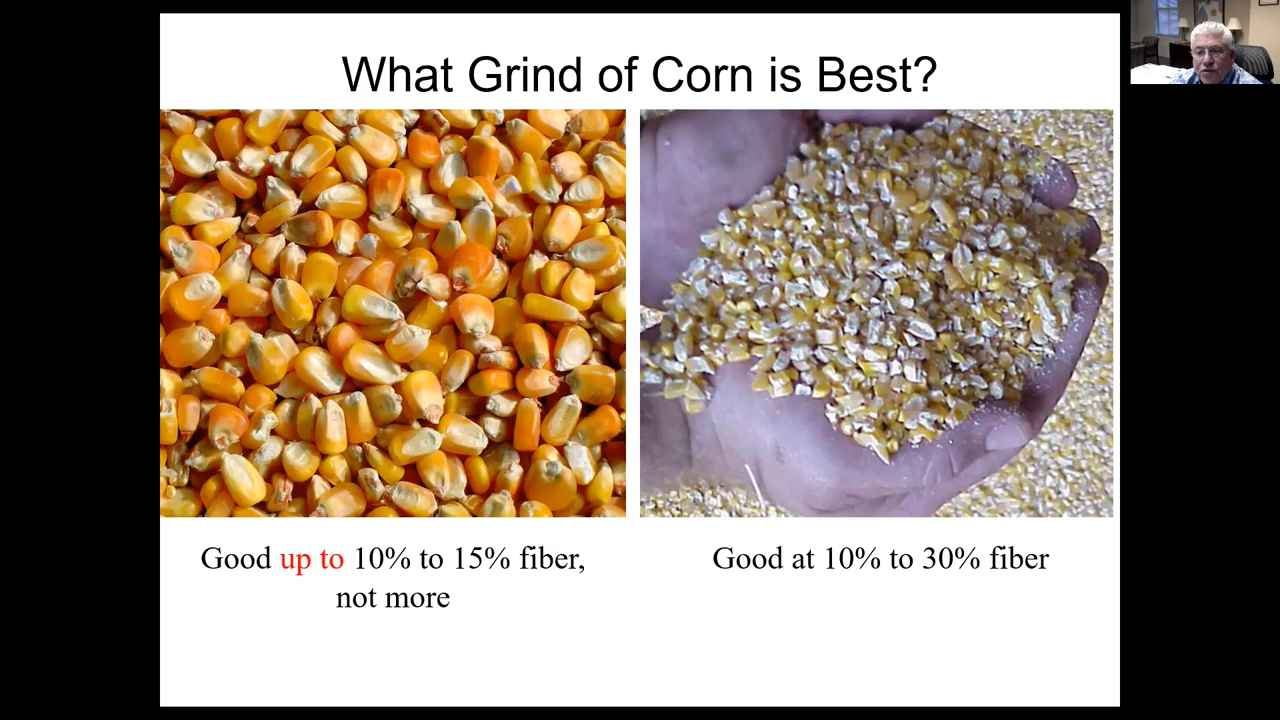 What Grind of Corn is Best?
Good up to 10% to 15% fiber,
not more
Good at 10% to 30% fiber